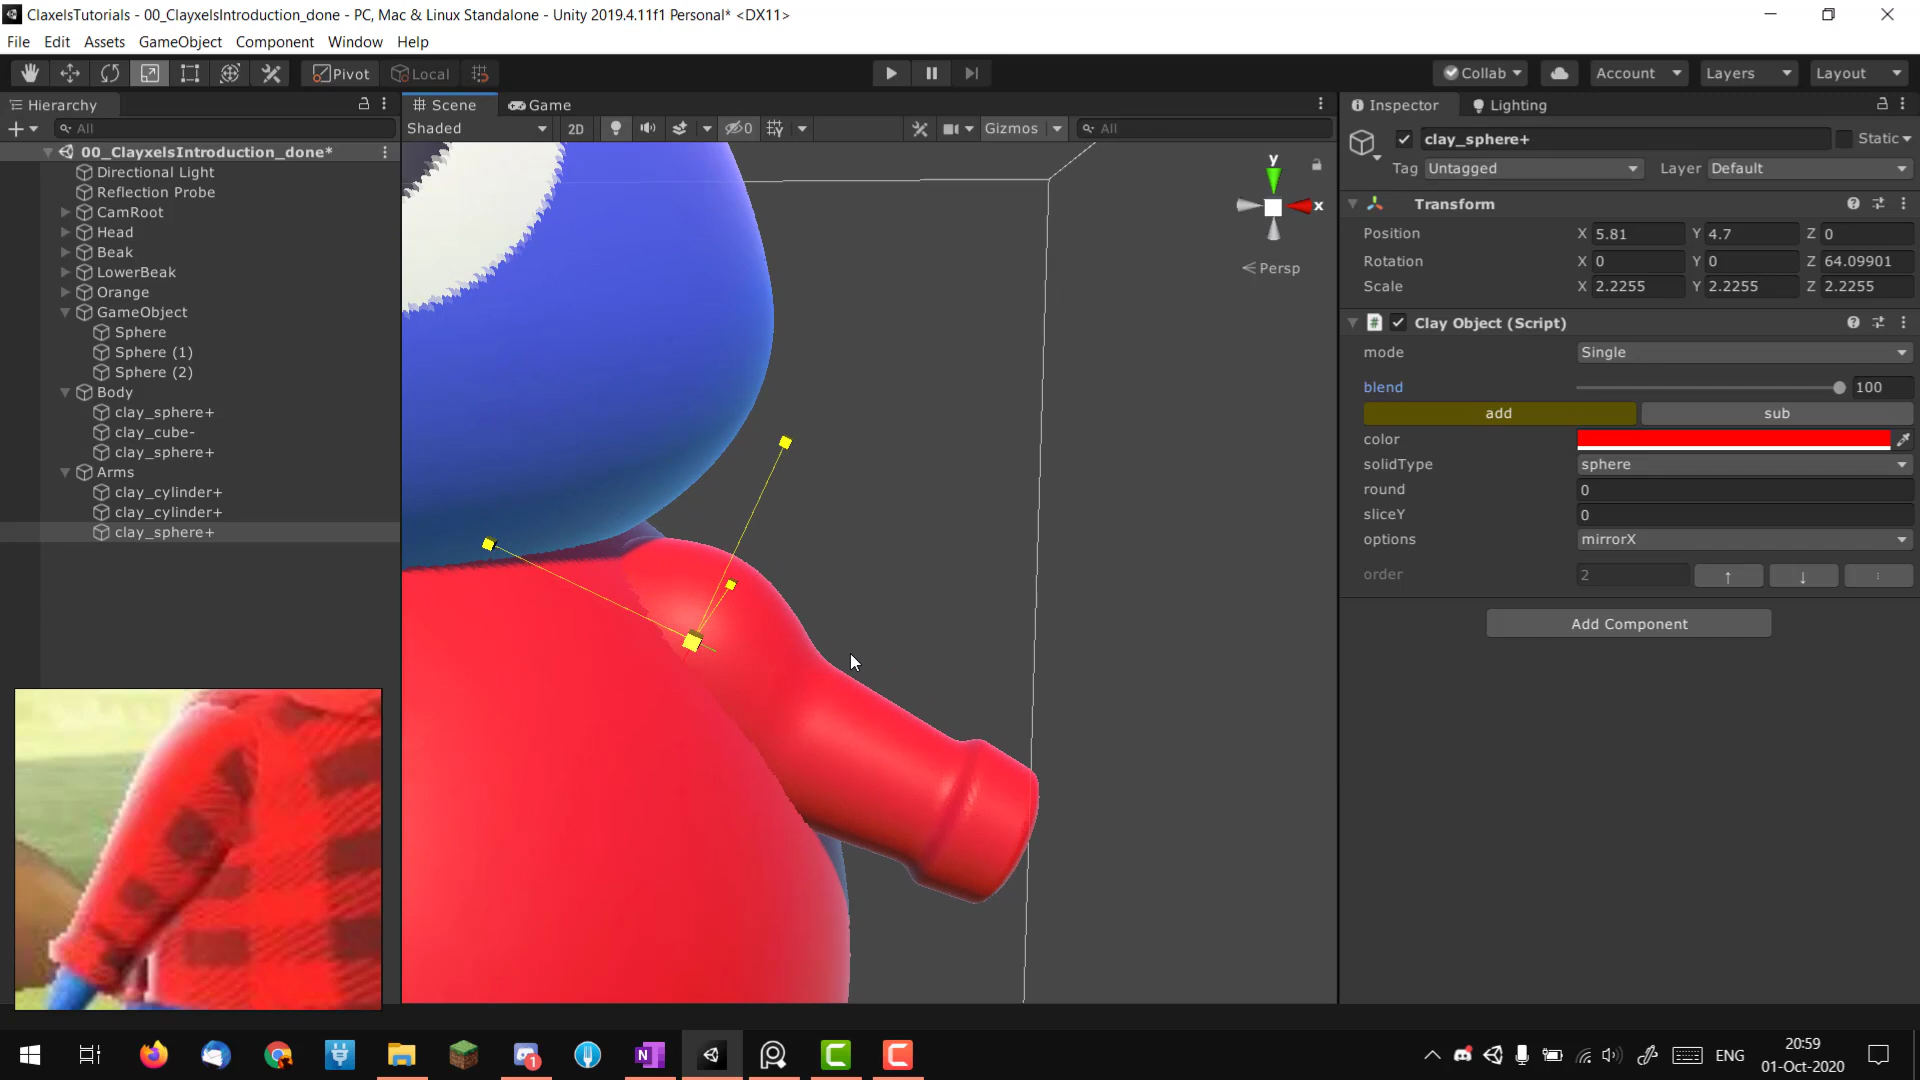 ClaxelsTutorials - 00_ClayxelsIntroduction_done - PC, Mac & Linux Standalone - Unity 2019.4.11f1 Personal* <DX11>
File Edit Assets GameObject Component Window Help
Pivot Local Collab Account Layers Layout
Hierarchy
All
00_ClayxelsIntroduction_done*
Directional Light
Reflection Probe
CamRoot
Head
Beak
LowerBeak
Orange
GameObject
Sphere
Sphere (1)
Sphere (2)
Body
clay_sphere+
clay_cube-
clay_sphere+
Arms
clay_cylinder+
clay_cylinder+
clay_sphere+
Scene Game
Shaded 2D 0 Gizmos All
y
x
Persp
Inspector Lighting
clay_sphere+ Static
Tag Untagged Layer Default
Transform
Position X 5.81 Y 4.7 Z 0
Rotation X 0 Y 0 Z 64.09901
Scale X 2.2255 Y 2.2255 Z 2.2255
Clay Object (Script)
mode Single
blend 100
add sub
color
solidType sphere
round 0
sliceY 0
options mirrorX
order 2 ↑ ↓ ⋮
Add Component
ENG
20:59
01-Oct-2020